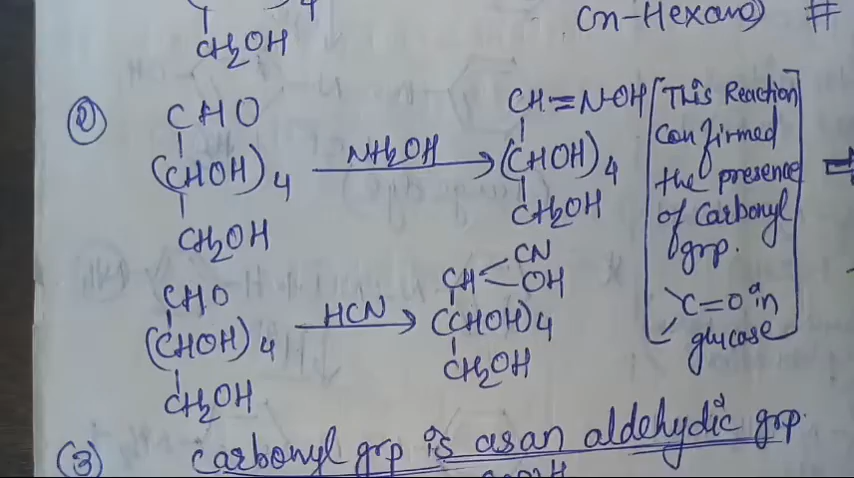 4
CH2OH
(n-Hexane) #
②
CHO
(CHOH)4
CH2OH
NH2OH
CH=N-OH
(CHOH)4
CH2OH
[This Reaction
confirmed
the presence
of carbonyl
grp.
>C=O in
glucose]
CHO
(CHOH)4
CH2OH
HCN
CN
CH
OH
(CHOH)4
CH2OH
(3) carbonyl grp is as an aldehydic grp.